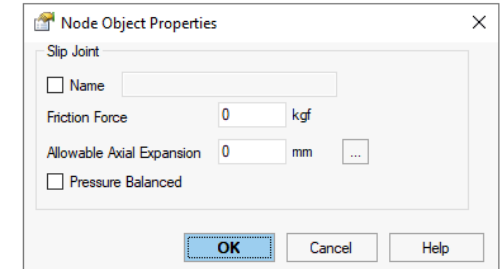 Node Object Properties
Slip Joint
Name
Friction Force 0 kgf
Allowable Axial Expansion 0 mm ...
Pressure Balanced
OK Cancel Help